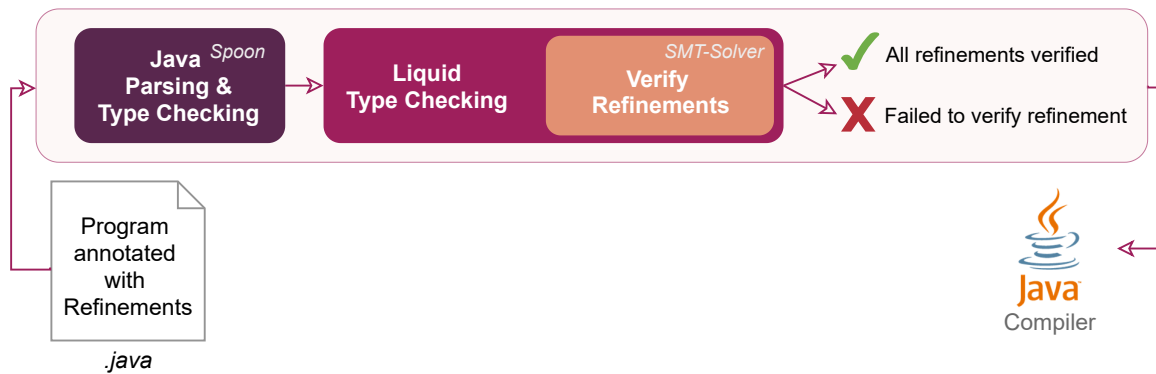 Spoon
Java
Parsing &
Type Checking
Liquid
Type Checking
SMT-Solver
Verify
Refinements
All refinements verified
Failed to verify refinement
Program
annotated
with
Refinements
.java
Java
Compiler